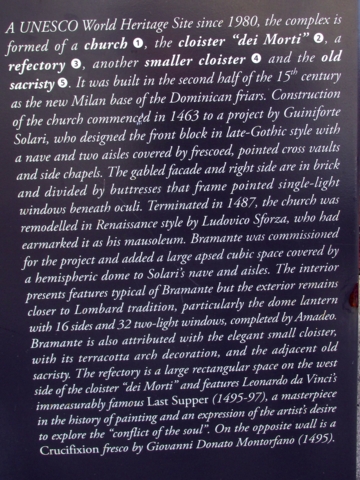 A UNESCO World Heritage Site since 1980, the complex is
formed of a church ❶, the cloister "dei Morti" ❷, a
refectory ❸, another smaller cloister ❹ and the old
sacristy ❺. It was built in the second half of the 15th century
as the new Milan base of the Dominican friars. Construction
of the church commenced in 1463 to a project by Guiniforte
Solari, who designed the front block in late-Gothic style with
a nave and two aisles covered by frescoed, pointed cross vaults
and side chapels. The gabled facade and right side are in brick
and divided by buttresses that frame pointed single-light
windows beneath oculi. Terminated in 1487, the church was
remodelled in Renaissance style by Ludovico Sforza, who had
earmarked it as his mausoleum. Bramante was commissioned
for the project and added a large apsed cubic space covered by
a hemispheric dome to Solari's nave and aisles. The interior
presents features typical of Bramante but the exterior remains
closer to Lombard tradition, particularly the dome lantern
with 16 sides and 32 two-light windows, completed by Amadeo.
Bramante is also attributed with the elegant small cloister,
with its terracotta arch decoration, and the adjacent old
sacristy. The refectory is a large rectangular space on the west
side of the cloister "dei Morti" and features Leonardo da Vinci's
immeasurably famous Last Supper (1495-97), a masterpiece
in the history of painting and an expression of the artist's desire
to explore the "conflict of the soul". On the opposite wall is a
Crucifixion fresco by Giovanni Donato Montorfano (1495).